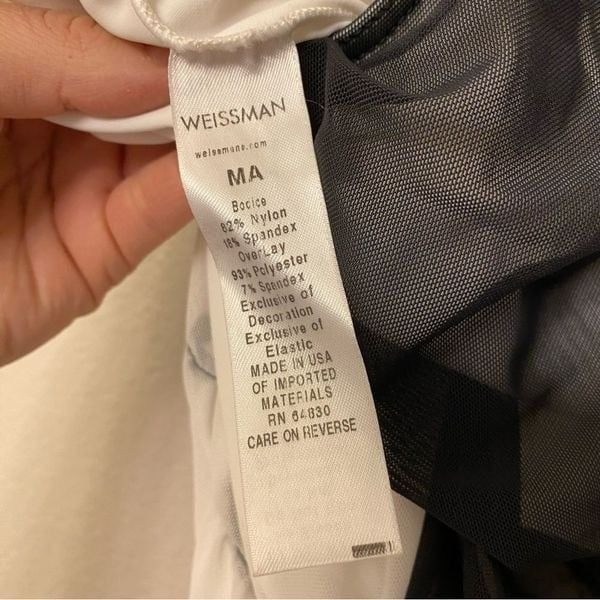 WEISSMAN
weissmans.com
MA
Bodice
82% Nylon
18% Spandex
OverLay
93% Polyester
7% Spandex
Exclusive of
Decoration
Exclusive of
Elastic
MADE IN USA
OF IMPORTED
MATERIALS
RN 64830
CARE ON REVERSE